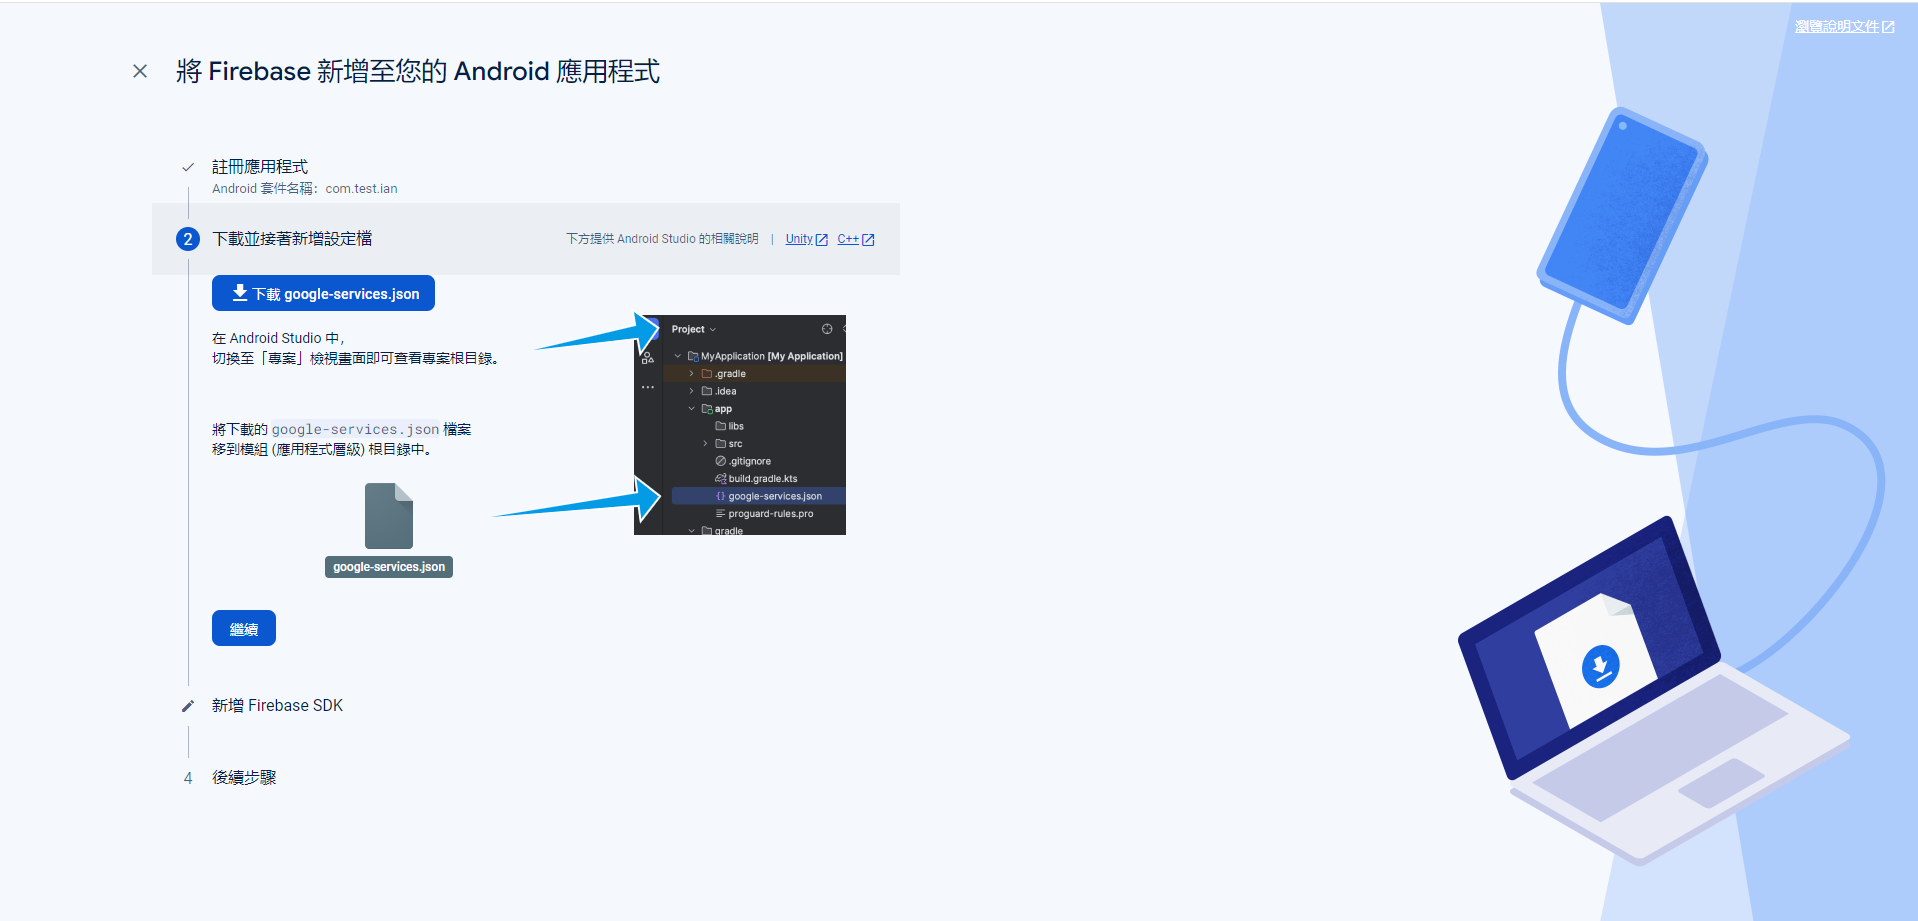 瀏覽說明文件
將 Firebase 新增至您的 Android 應用程式
註冊應用程式
Android 套件名稱：com.test.ian
2 下載並接著新增設定檔
下方提供 Android Studio 的相關說明 | Unity C++
下載 google-services.json
在 Android Studio 中，
切換至「專案」檢視畫面即可查看專案根目錄。
Project
MyApplication [My Application]
.gradle
.idea
app
libs
src
.gitignore
build.gradle.kts
{} google-services.json
proguard-rules.pro
gradle
將下載的 google-services.json 檔案
移到模組 (應用程式層級) 根目錄中。
google-services.json
繼續
新增 Firebase SDK
4 後續步驟